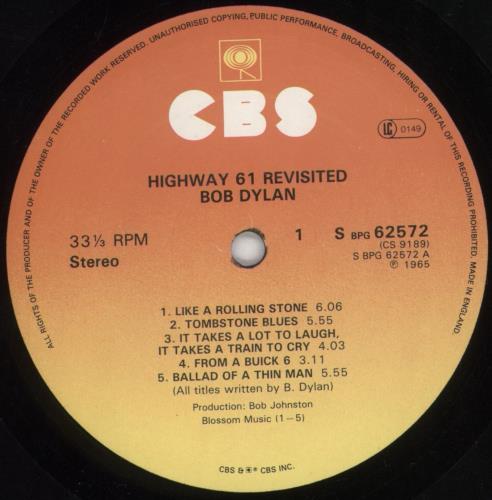 ALL RIGHTS OF THE PRODUCER AND OF THE OWNER OF THE RECORDED WORK RESERVED. UNAUTHORISED COPYING, PUBLIC PERFORMANCE, BROADCASTING, HIRING OR RENTAL OF THIS RECORDING PROHIBITED. MADE IN ENGLAND.
CBS
LC 0149
HIGHWAY 61 REVISITED
BOB DYLAN
33⅓ RPM
Stereo
1
S BPG 62572
(CS 9189)
S BPG 62572 A
℗ 1965
1. LIKE A ROLLING STONE 6.06
2. TOMBSTONE BLUES 5.55
3. IT TAKES A LOT TO LAUGH,
IT TAKES A TRAIN TO CRY 4.03
4. FROM A BUICK 6 3.11
5. BALLAD OF A THIN MAN 5.55
(All titles written by B. Dylan)
Production: Bob Johnston
Blossom Music (1–5)
CBS & ® CBS INC.